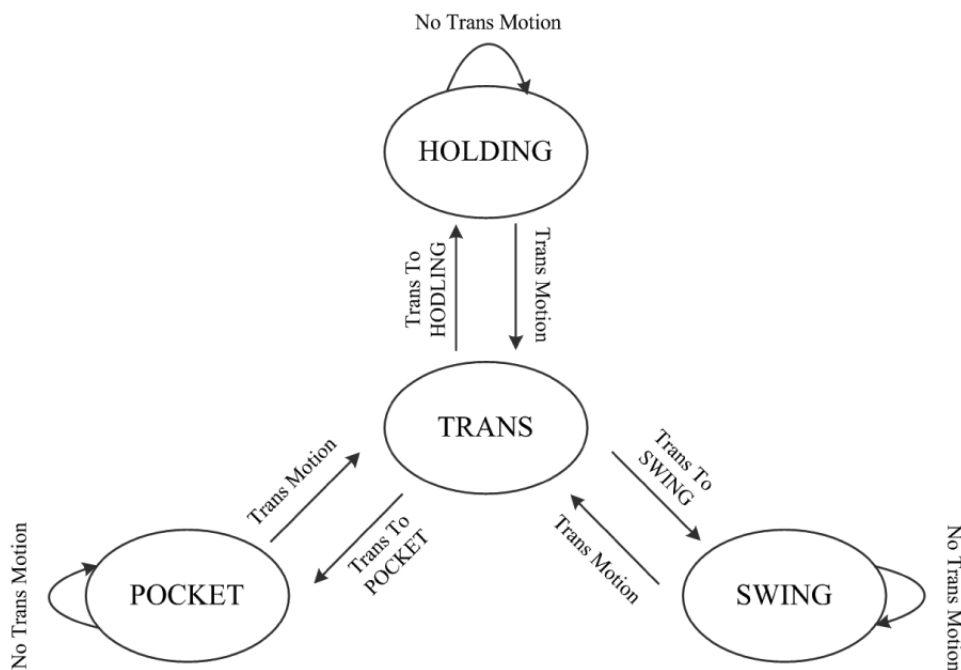 No Trans Motion
HOLDING
Trans To
HODLING
Trans Motion
TRANS
Trans Motion
Trans To
POCKET
Trans To
SWING
Trans Motion
No Trans Motion
POCKET
SWING
No Trans Motion